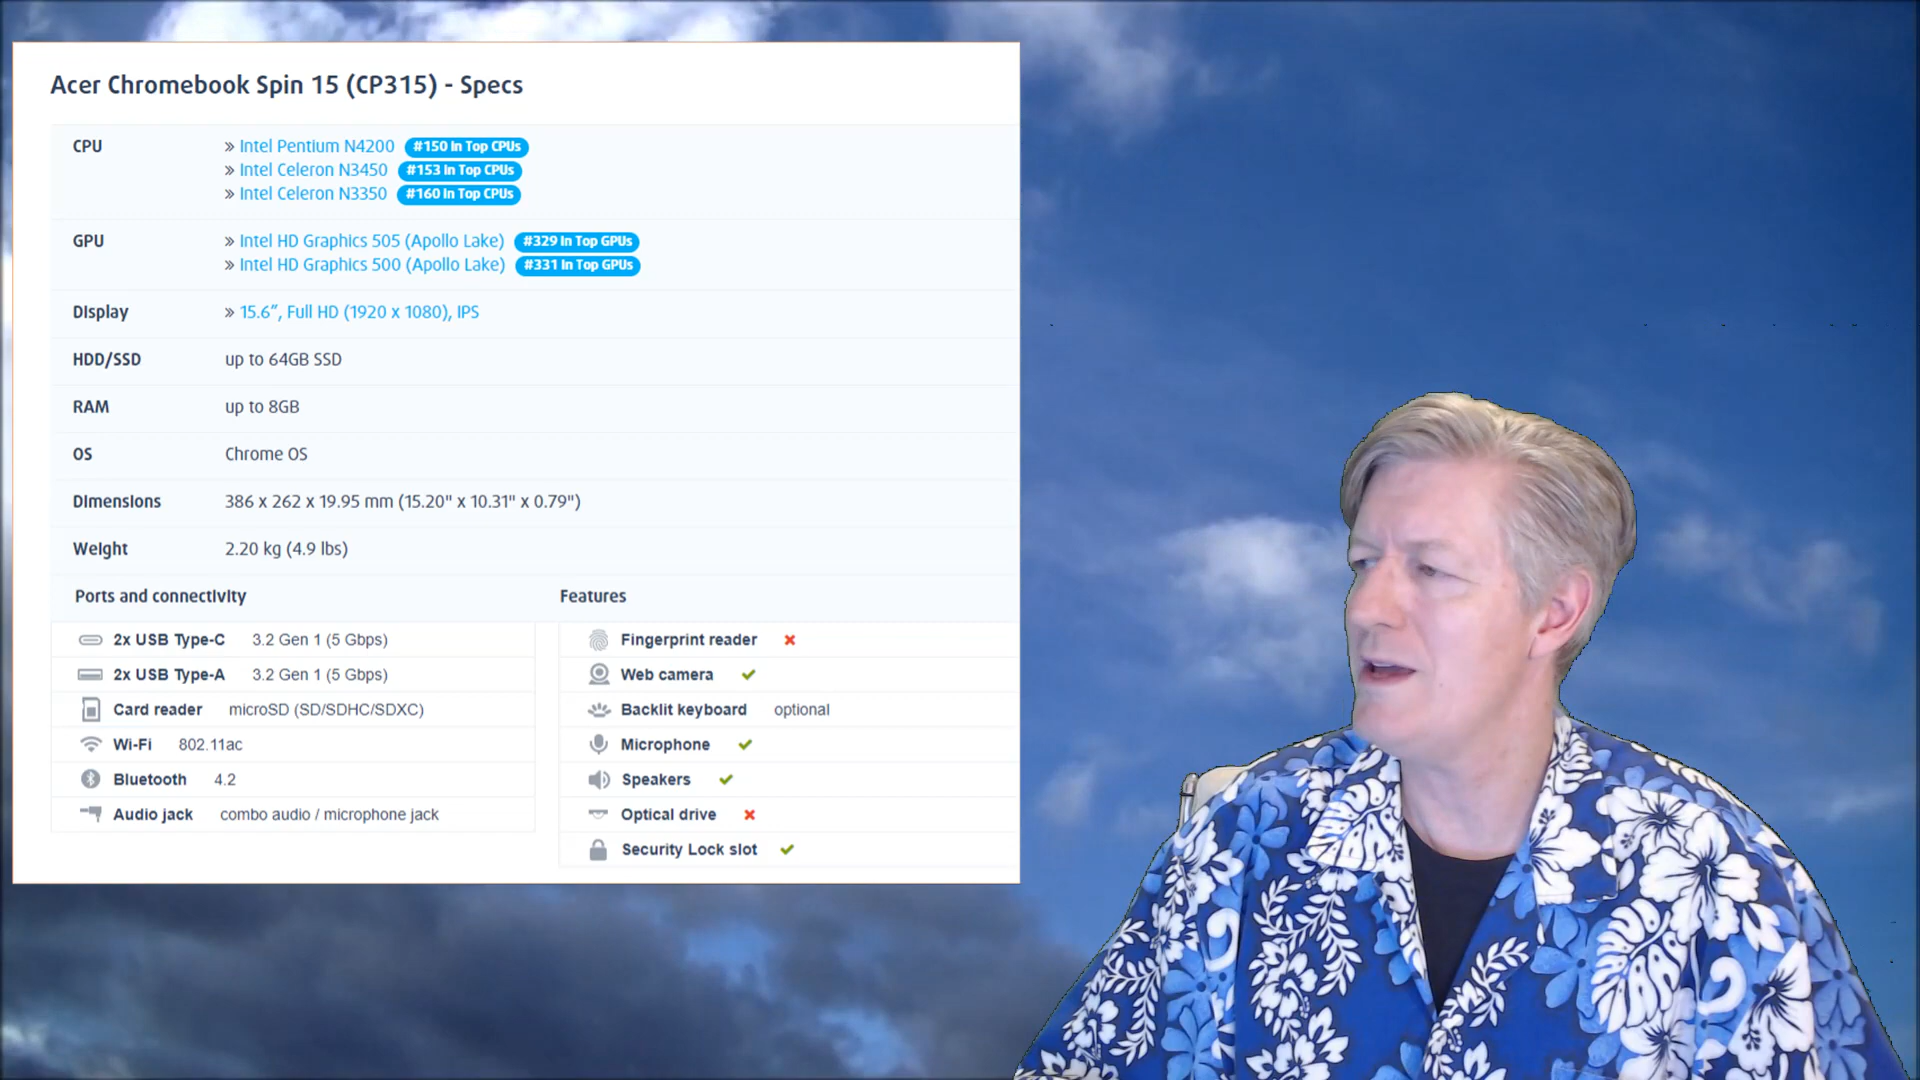 Acer Chromebook Spin 15 (CP315) - Specs
CPU
» Intel Pentium N4200 #150 in Top CPUs
» Intel Celeron N3450 #153 in Top CPUs
» Intel Celeron N3350 #160 in Top CPUs
GPU
» Intel HD Graphics 505 (Apollo Lake) #329 in Top GPUs
» Intel HD Graphics 500 (Apollo Lake) #331 in Top GPUs
Display » 15.6”, Full HD (1920 x 1080), IPS
HDD/SSD up to 64GB SSD
RAM up to 8GB
OS Chrome OS
Dimensions 386 x 262 x 19.95 mm (15.20" x 10.31" x 0.79")
Weight 2.20 kg (4.9 lbs)
Ports and connectivity
2x USB Type-C 3.2 Gen 1 (5 Gbps)
2x USB Type-A 3.2 Gen 1 (5 Gbps)
Card reader microSD (SD/SDHC/SDXC)
Wi-Fi 802.11ac
Bluetooth 4.2
Audio jack combo audio / microphone jack
Features
Fingerprint reader ✖
Web camera ✔
Backlit keyboard optional
Microphone ✔
Speakers ✔
Optical drive ✖
Security Lock slot ✔